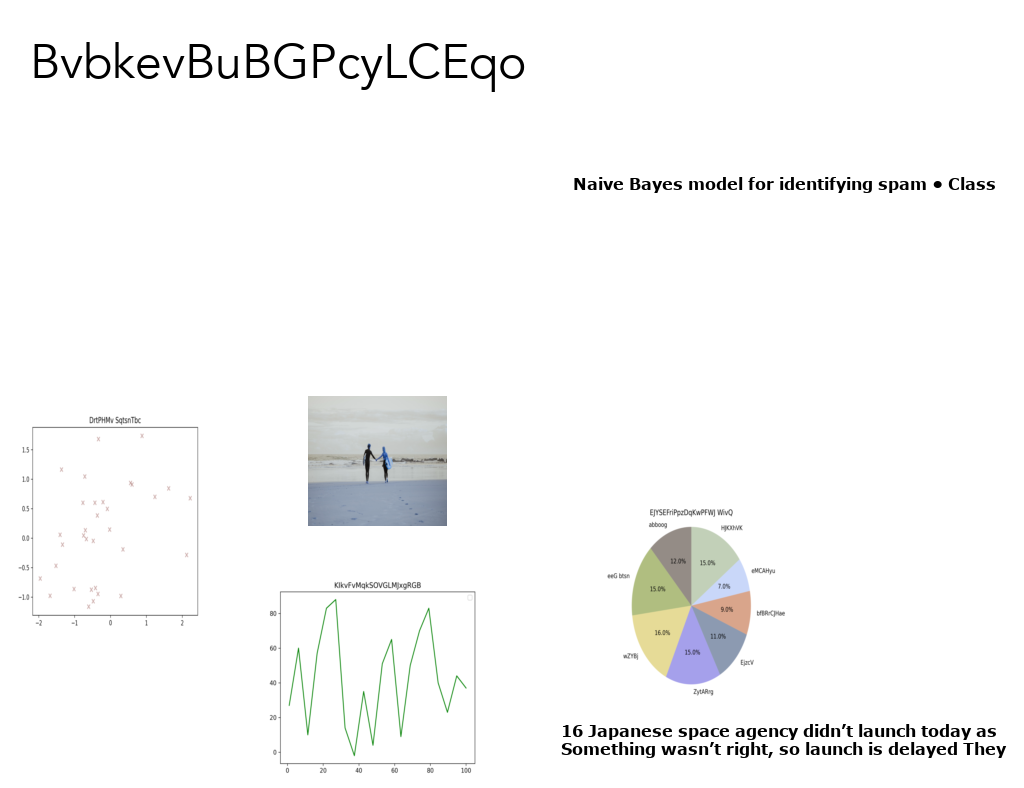 BvbkevBuBGPcyLCEqo
Naive Bayes model for identifying spam • Class
DrtPHMv SqtsnTbc
1.5
1.0
0.5
0.0
−0.5
−1.0
−2 −1 0 1 2
KlkvFvMqkSOVGLMJxgRGB
80
60
40
20
0
0 20 40 60 80 100
EJYSEFriPpzDqKwPFWJ WivQ
abboog
HJKXhVK
12.0%
15.0%
eMCAHyu
eeG btsn
7.0%
15.0%
9.0%
bfBRrCJHae
16.0%
11.0%
15.0%
wZYBj
EjzcV
ZytARrg
16 Japanese space agency didn’t launch today as
Something wasn’t right, so launch is delayed They